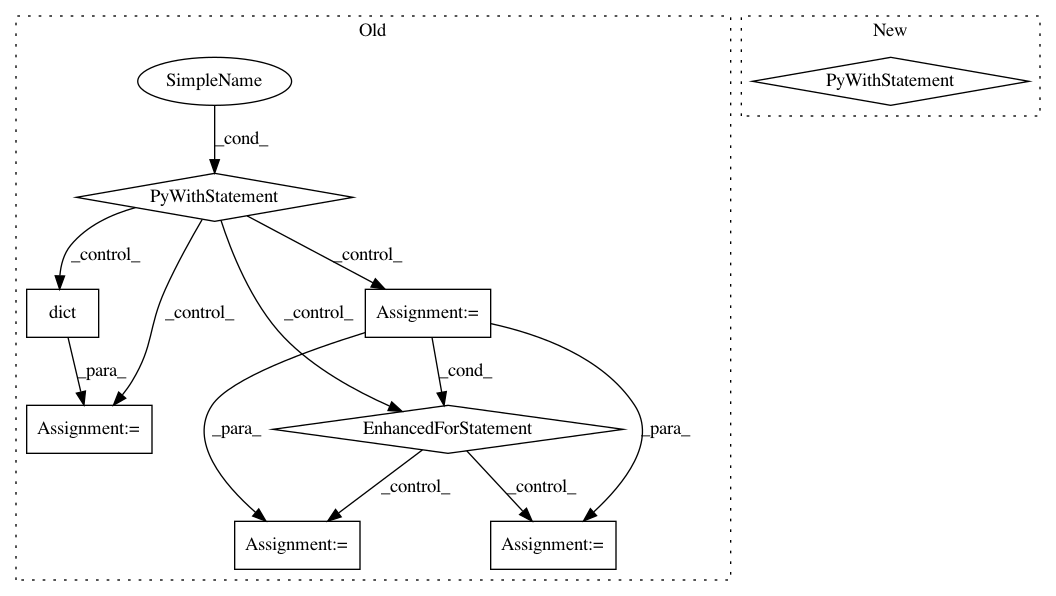 Old
New
SimpleName
PyWithStatement
_cond_
PyWithStatement
_control_
_control_
_control_
_control_
dict
Assignment:=
_para_
_cond_
Assignment:=
EnhancedForStatement
_para_
_para_
_control_
_control_
Assignment:=
Assignment:=